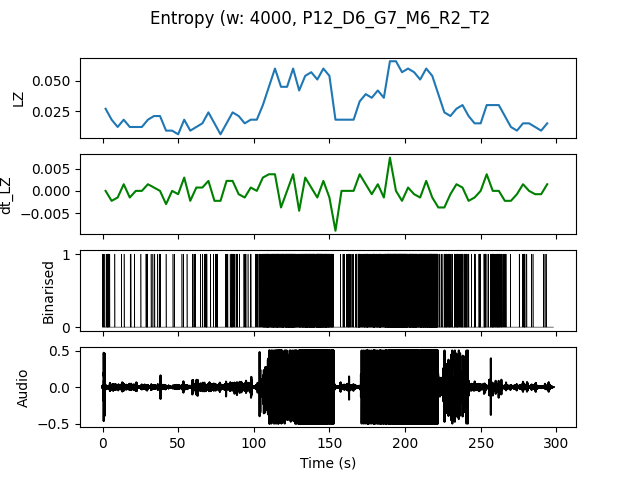 Entropy (w: 4000, P12_D6_G7_M6_R2_T2
0.050
0.025
LZ
0.005
0.000
−0.005
dt_LZ
1
0
Binarised
0.5
0.0
−0.5
Audio
0 50 100 150 200 250 300
Time (s)